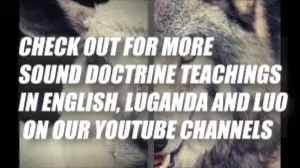 CHECK OUT FOR MORE
SOUND DOCTRINE TEACHINGS
IN ENGLISH, LUGANDA AND LUO
ON OUR YOUTUBE CHANNELS